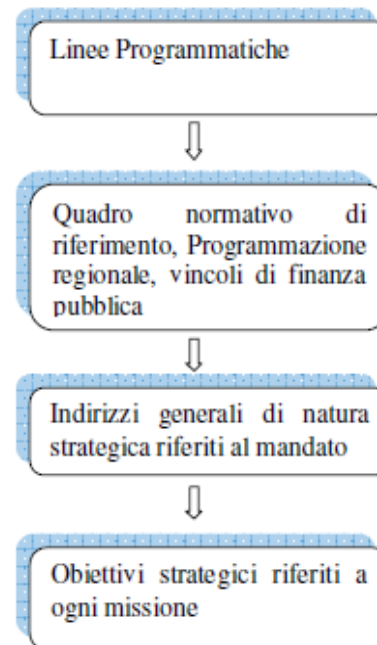 Linee Programmatiche
Quadro normativo di
riferimento, Programmazione
regionale, vincoli di finanza
pubblica
Indirizzi generali di natura
strategica riferiti al mandato
Obiettivi strategici riferiti a
ogni missione